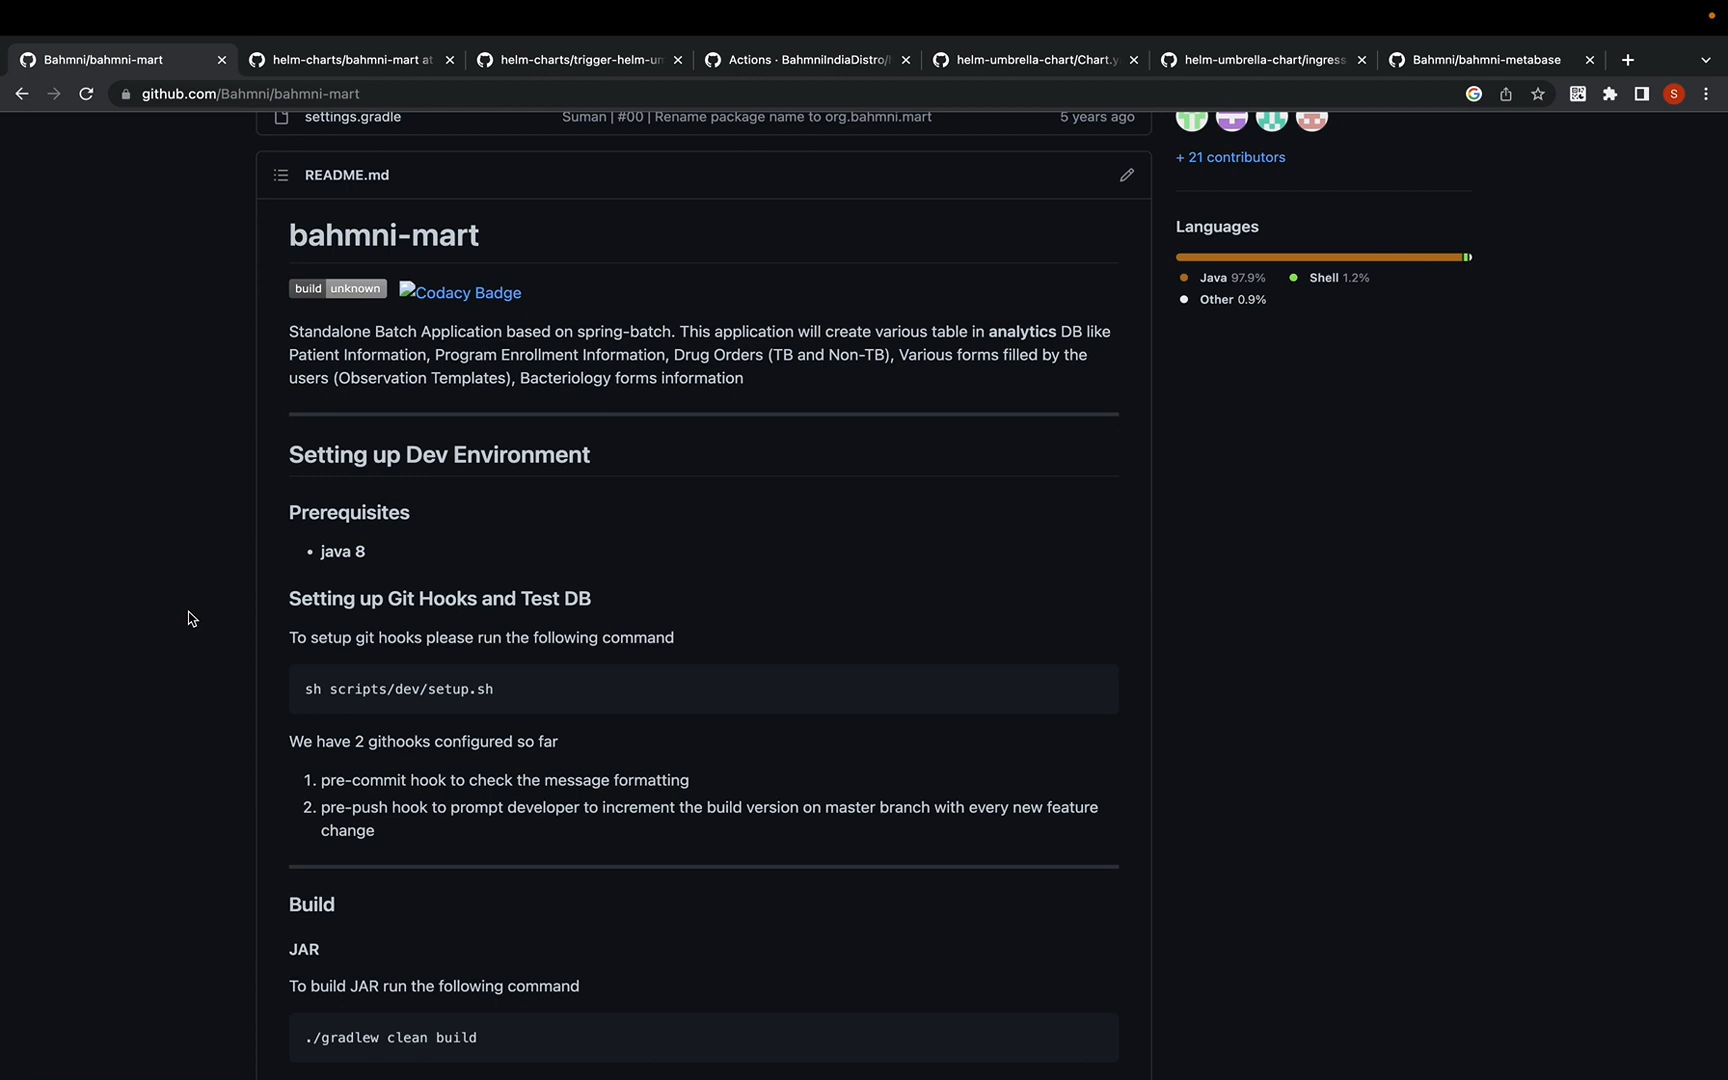 Bahmni/bahmni-mart
helm-charts/bahmni-mart at
helm-charts/trigger-helm-um
Actions · BahmniIndiaDistro/
helm-umbrella-chart/Chart.y
helm-umbrella-chart/ingress
Bahmni/bahmni-metabase
github.com/Bahmni/bahmni-mart
S
settings.gradle
Suman | #00 | Rename package name to org.bahmni.mart
5 years ago
+ 21 contributors
README.md
Languages
Java 97.9%
Shell 1.2%
Other 0.9%
bahmni-mart
build unknown
Codacy Badge
Standalone Batch Application based on spring-batch. This application will create various table in analytics DB like
Patient Information, Program Enrollment Information, Drug Orders (TB and Non-TB), Various forms filled by the
users (Observation Templates), Bacteriology forms information
Setting up Dev Environment
Prerequisites
• java 8
Setting up Git Hooks and Test DB
To setup git hooks please run the following command
sh scripts/dev/setup.sh
We have 2 githooks configured so far
1. pre-commit hook to check the message formatting
2. pre-push hook to prompt developer to increment the build version on master branch with every new feature
change
Build
JAR
To build JAR run the following command
./gradlew clean build